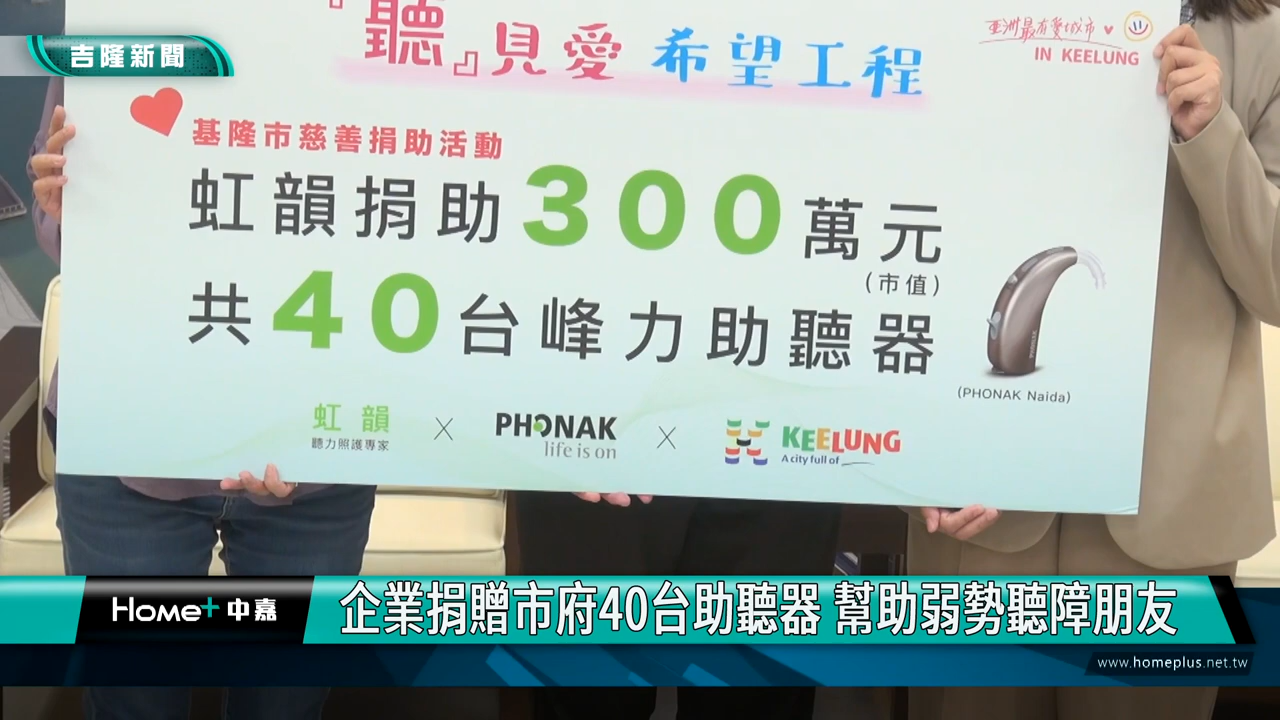 吉隆新聞
『聽』見愛 希望工程
亞洲最有愛城市
IN KEELUNG
基隆市慈善捐助活動
虹韻捐助300萬元
(市值)
共40台峰力助聽器
(PHONAK Naida)
虹韻
聽力照護專家
X
PHONAK
life is on
X
KEELUNG
A city full of
PHONAK
Home+中嘉
企業捐贈市府40台助聽器 幫助弱勢聽障朋友
www.homeplus.net.tw